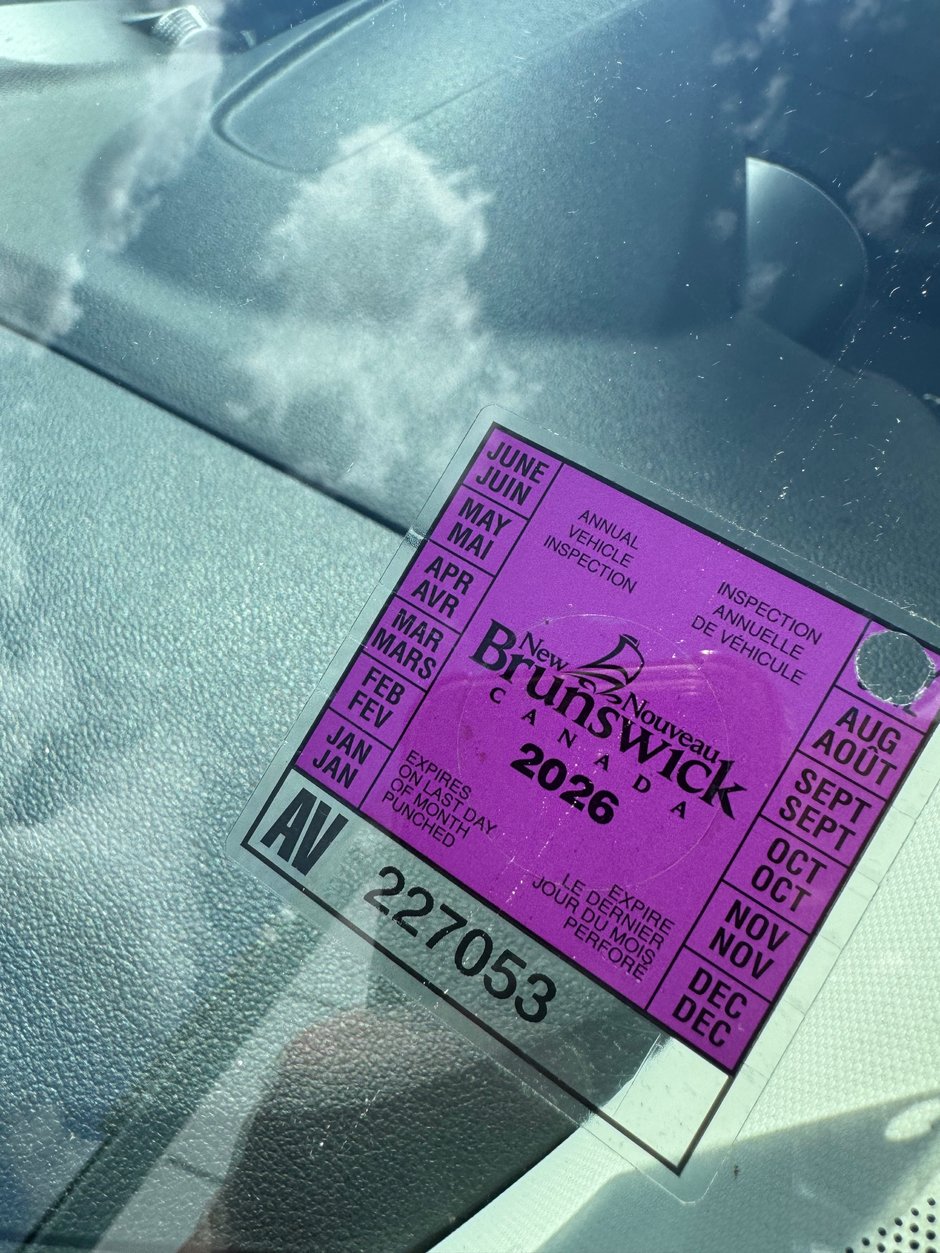 JUNE
JUIN
MAY
MAI
APR
AVR
MAR
MARS
FEB
FEV
JAN
JAN
ANNUAL
VEHICLE
INSPECTION
INSPECTION
ANNUELLE
DE VÉHICULE
New Nouveau
Brunswick
CANADA
2026
EXPIRES
ON LAST DAY
OF MONTH
PUNCHED
EXPIRE
LE DERNIER
JOUR DU MOIS
PERFORÉ
AUG
AOÛT
SEPT
SEPT
OCT
OCT
NOV
NOV
DEC
DEC
AV
227053